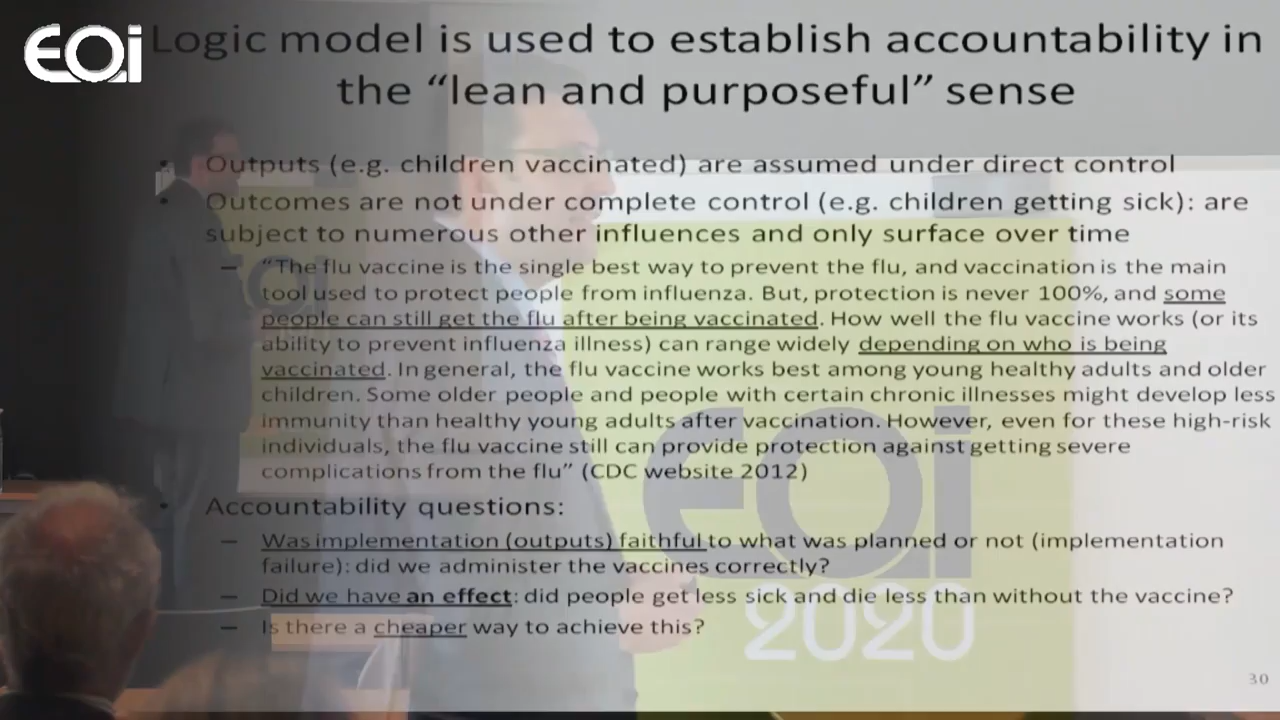 EOi
Logic model is used to establish accountability in
the “lean and purposeful” sense
• Outputs (e.g. children vaccinated) are assumed under direct control
• Outcomes are not under complete control (e.g. children getting sick): are
subject to numerous other influences and only surface over time
– “The flu vaccine is the single best way to prevent the flu, and vaccination is the main
tool used to protect people from influenza. But, protection is never 100%, and some
people can still get the flu after being vaccinated. How well the flu vaccine works (or its
ability to prevent influenza illness) can range widely depending on who is being
vaccinated. In general, the flu vaccine works best among young healthy adults and older
children. Some older people and people with certain chronic illnesses might develop less
immunity than healthy young adults after vaccination. However, even for these high-risk
individuals, the flu vaccine still can provide protection against getting severe
complications from the flu” (CDC website 2012)
• Accountability questions:
– Was implementation (outputs) faithful to what was planned or not (implementation
failure): did we administer the vaccines correctly?
– Did we have an effect: did people get less sick and die less than without the vaccine?
– Is there a cheaper way to achieve this?
EOi
2020
30